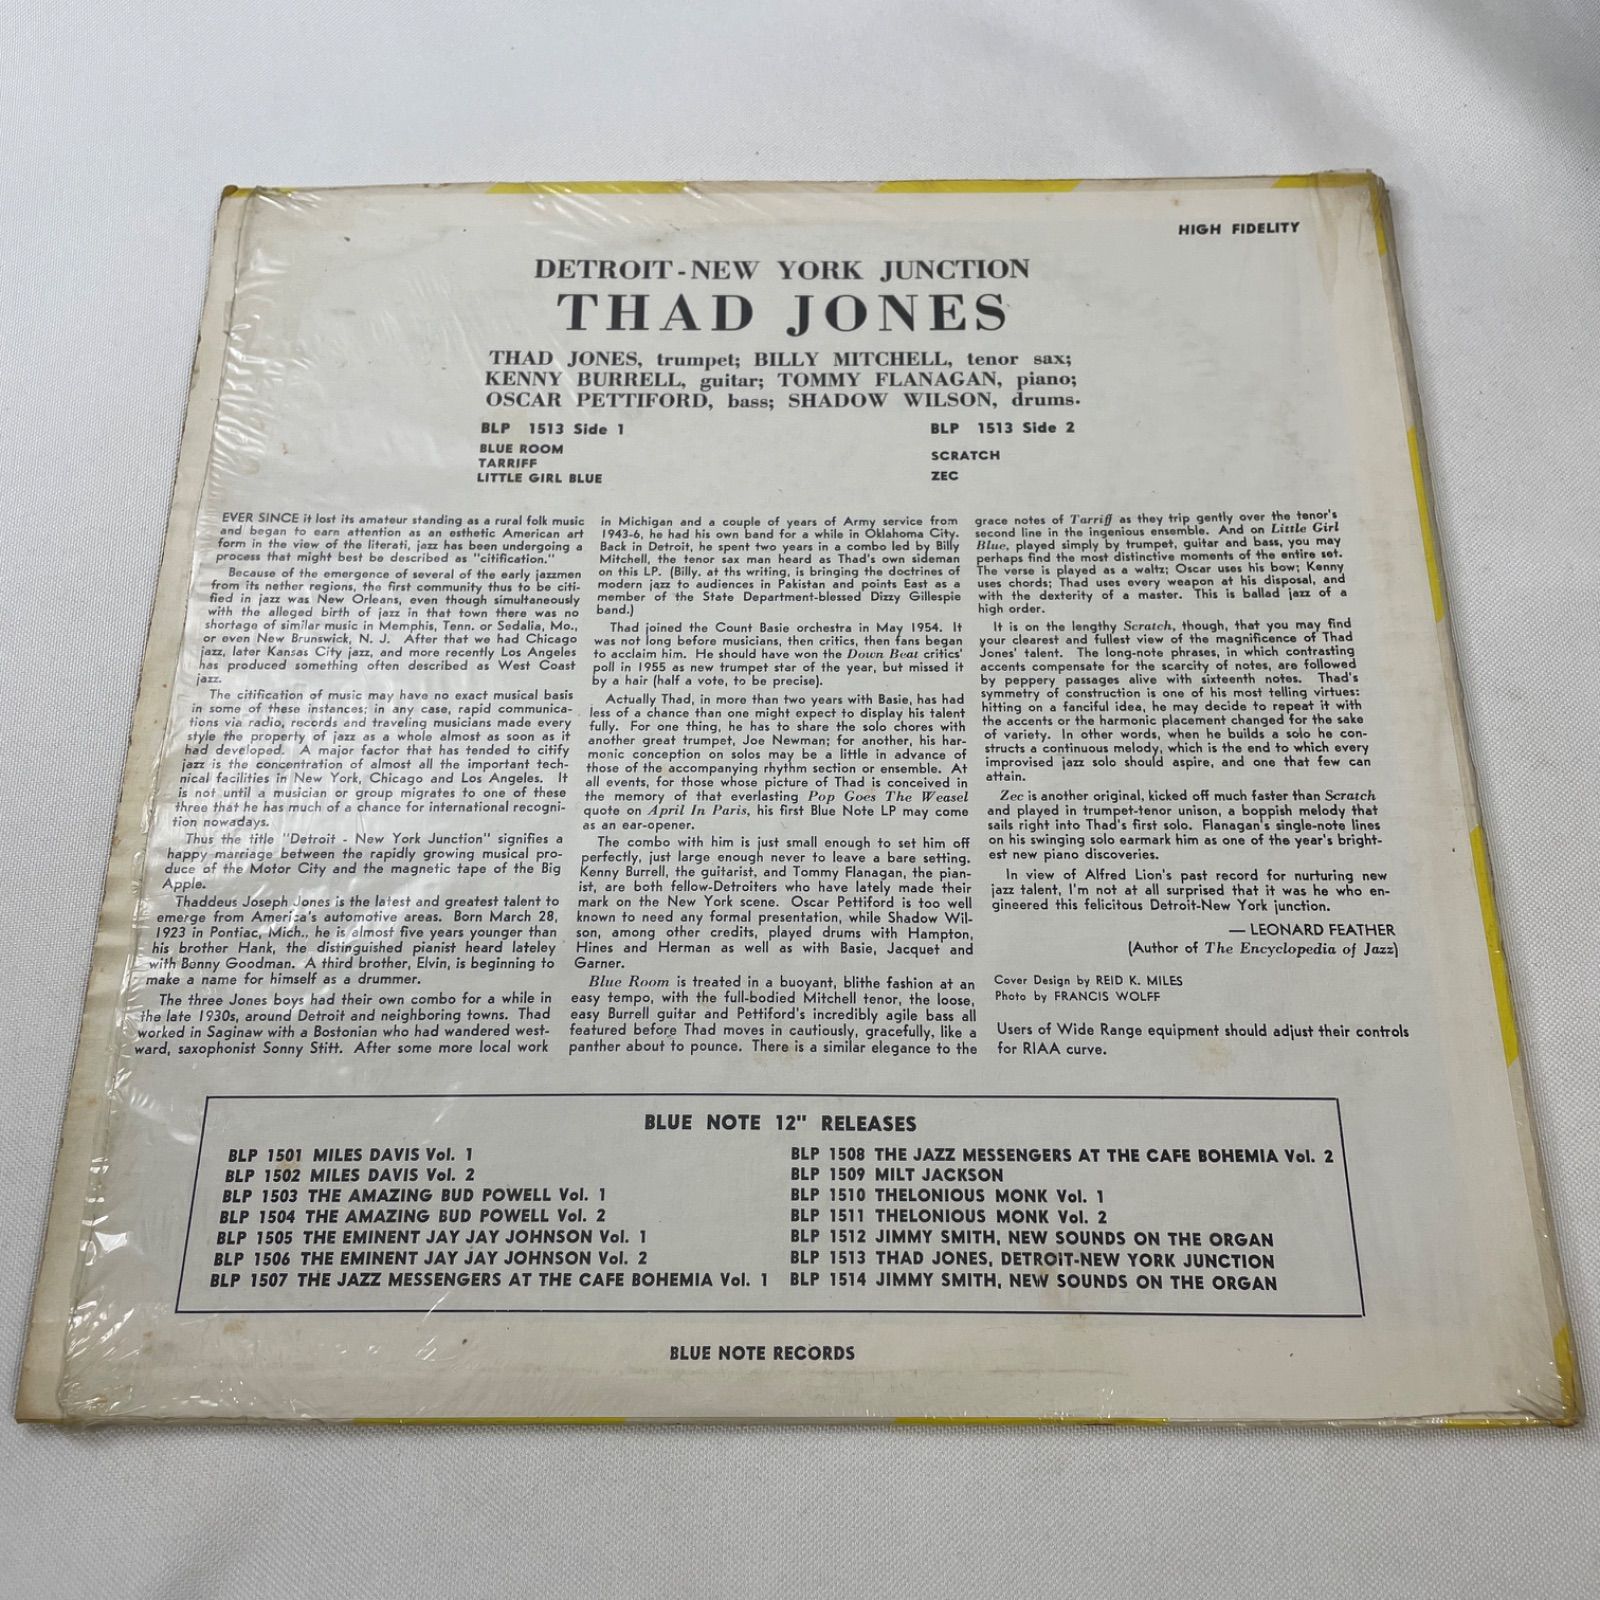 HIGH FIDELITY
DETROIT - NEW YORK JUNCTION
THAD JONES
THAD JONES, trumpet; BILLY MITCHELL, tenor sax;
KENNY BURRELL, guitar; TOMMY FLANAGAN, piano;
OSCAR PETTIFORD, bass; SHADOW WILSON, drums.
BLP 1513 Side 1
BLUE ROOM
TARRIFF
LITTLE GIRL BLUE
BLP 1513 Side 2
SCRATCH
ZEC
EVER SINCE it lost its amateur standing as a rural folk music
and began to earn attention as an esthetic American art
form in the view of the literati, jazz has been undergoing a
process that might best be described as "citification."
Because of the emergence of several of the early jazzmen
from its nether regions, the first community thus to be citi-
fied in jazz was New Orleans, even though simultaneously
with the alleged birth of jazz in that town there was no
shortage of similar music in Memphis, Tenn. or Sedalia, Mo.,
or even New Brunswick, N. J. After that we had Chicago
jazz, later Kansas City jazz, and more recently Los Angeles
has produced something often described as West Coast
jazz.
The citification of music may have no exact musical basis
in some of these instances; in any case, rapid communica-
tions via radio, records and traveling musicians made every
style the property of jazz as a whole almost as soon as it
had developed. A major factor that has tended to citify
jazz is the concentration of almost all the important tech-
nical facilities in New York, Chicago and Los Angeles. It
is not until a musician or group migrates to one of these
three that he has much of a chance for international recogni-
tion nowadays.
Thus the title "Detroit - New York Junction" signifies a
happy marriage between the rapidly growing musical pro-
duce of the Motor City and the magnetic tape of the Big
Apple.
Thaddeus Joseph Jones is the latest and greatest talent to
emerge from America's automotive areas. Born March 28,
1923 in Pontiac, Mich., he is almost five years younger than
his brother Hank, the distinguished pianist heard lateley
with Benny Goodman. A third brother, Elvin, is beginning to
make a name for himself as a drummer.
The three Jones boys had their own combo for a while in
the late 1930s, around Detroit and neighboring towns. Thad
worked in Saginaw with a Bostonian who had wandered west-
ward, saxophonist Sonny Stitt. After some more local work
in Michigan and a couple of years of Army service from
1943-6, he had his own band for a while in Oklahoma City.
Back in Detroit, he spent two years in a combo led by Billy
Mitchell, the tenor sax man heard as Thad's own sideman
on this LP. (Billy, at ths writing, is bringing the doctrines of
modern jazz to audiences in Pakistan and points East as a
member of the State Department-blessed Dizzy Gillespie
band.)
Thad joined the Count Basie orchestra in May 1954. It
was not long before musicians, then critics, then fans began
to acclaim him. He should have won the Down Beat critics'
poll in 1955 as new trumpet star of the year, but missed it
by a hair (half a vote, to be precise).
Actually Thad, in more than two years with Basie, has had
less of a chance than one might expect to display his talent
fully. For one thing, he has to share the solo chores with
another great trumpet, Joe Newman; for another, his har-
monic conception on solos may be a little in advance of
those of the accompanying rhythm section or ensemble. At
all events, for those whose picture of Thad is conceived in
the memory of that everlasting Pop Goes The Weasel
quote on April In Paris, his first Blue Note LP may come
as an ear-opener.
The combo with him is just small enough to set him off
perfectly, just large enough never to leave a bare setting.
Kenny Burrell, the guitarist, and Tommy Flanagan, the pian-
ist, are both fellow-Detroiters who have lately made their
mark on the New York scene. Oscar Pettiford is too well
known to need any formal presentation, while Shadow Wil-
son, among other credits, played drums with Hampton,
Hines and Herman as well as with Basie, Jacquet and
Garner.
Blue Room is treated in a buoyant, blithe fashion at an
easy tempo, with the full-bodied Mitchell tenor, the loose,
easy Burrell guitar and Pettiford's incredibly agile bass all
featured before Thad moves in cautiously, gracefully, like a
panther about to pounce. There is a similar elegance to the
grace notes of Tarriff as they trip gently over the tenor's
second line in the ingenious ensemble. And on Little Girl
Blue, played simply by trumpet, guitar and bass, you may
perhaps find the most distinctive moments of the entire set.
The verse is played as a waltz; Oscar uses his bow; Kenny
uses chords; Thad uses every weapon at his disposal, and
with the dexterity of a master. This is ballad jazz of a
high order.
It is on the lengthy Scratch, though, that you may find
your clearest and fullest view of the magnificence of Thad
Jones' talent. The long-note phrases, in which contrasting
accents compensate for the scarcity of notes, are followed
by peppery passages alive with sixteenth notes. Thad's
symmetry of construction is one of his most telling virtues:
hitting on a fanciful idea, he may decide to repeat it with
the accents or the harmonic placement changed for the sake
of variety. In other words, when he builds a solo he con-
structs a continuous melody, which is the end to which every
improvised jazz solo should aspire, and one that few can
attain.
Zec is another original, kicked off much faster than Scratch
and played in trumpet-tenor unison, a boppish melody that
sails right into Thad's first solo. Flanagan's single-note lines
on his swinging solo earmark him as one of the year's bright-
est new piano discoveries.
In view of Alfred Lion's past record for nurturing new
jazz talent, I'm not at all surprised that it was he who en-
gineered this felicitous Detroit-New York junction.
— LEONARD FEATHER
(Author of The Encyclopedia of Jazz)
Cover Design by REID K. MILES
Photo by FRANCIS WOLFF
Users of Wide Range equipment should adjust their controls
for RIAA curve.
BLUE NOTE 12" RELEASES
BLP 1501 MILES DAVIS Vol. 1
BLP 1502 MILES DAVIS Vol. 2
BLP 1503 THE AMAZING BUD POWELL Vol. 1
BLP 1504 THE AMAZING BUD POWELL Vol. 2
BLP 1505 THE EMINENT JAY JAY JOHNSON Vol. 1
BLP 1506 THE EMINENT JAY JAY JOHNSON Vol. 2
BLP 1507 THE JAZZ MESSENGERS AT THE CAFE BOHEMIA Vol. 1
BLP 1508 THE JAZZ MESSENGERS AT THE CAFE BOHEMIA Vol. 2
BLP 1509 MILT JACKSON
BLP 1510 THELONIOUS MONK Vol. 1
BLP 1511 THELONIOUS MONK Vol. 2
BLP 1512 JIMMY SMITH, NEW SOUNDS ON THE ORGAN
BLP 1513 THAD JONES, DETROIT-NEW YORK JUNCTION
BLP 1514 JIMMY SMITH, NEW SOUNDS ON THE ORGAN
BLUE NOTE RECORDS